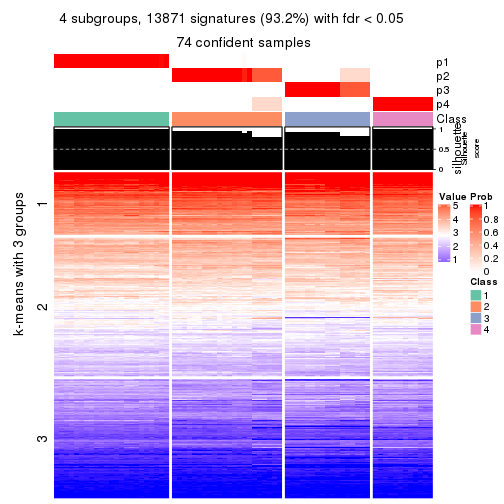 4 subgroups, 13871 signatures (93.2%) with fdr < 0.05
74 confident samples
p1
p2
p3
p4
Class
silhouette
Silhouette
score
1
0.5
0
k-means with 3 groups
1
2
3
Value
5
4
3
2
1
Prob
1
0.8
0.6
0.4
0.2
0
Class
1
2
3
4